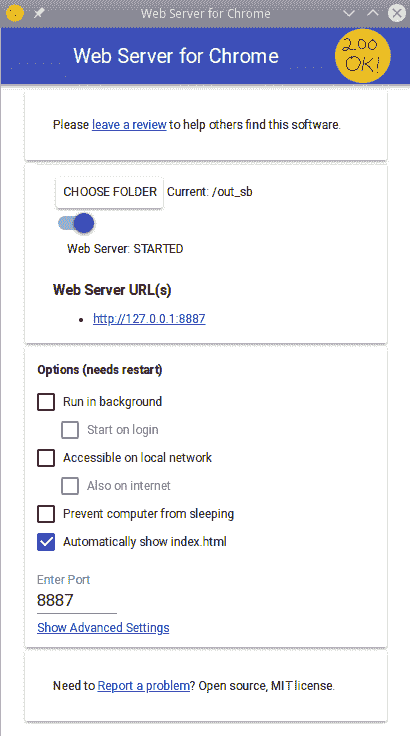 Web Server for Chrome
Web Server for Chrome
200
OK!
Please leave a review to help others find this software.
CHOOSE FOLDER Current: /out_sb
Web Server: STARTED
Web Server URL(s)
http://127.0.0.1:8887
Options (needs restart)
Run in background
Start on login
Accessible on local network
Also on internet
Prevent computer from sleeping
Automatically show index.html
Enter Port
8887
Show Advanced Settings
Need to Report a problem? Open source, MIT license.